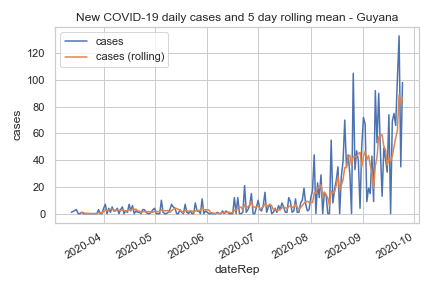 New COVID-19 daily cases and 5 day rolling mean - Guyana
cases
cases (rolling)
120
100
80
60
40
20
0
cases
2020-04
2020-05
2020-06
2020-07
2020-08
2020-09
2020-10
dateRep